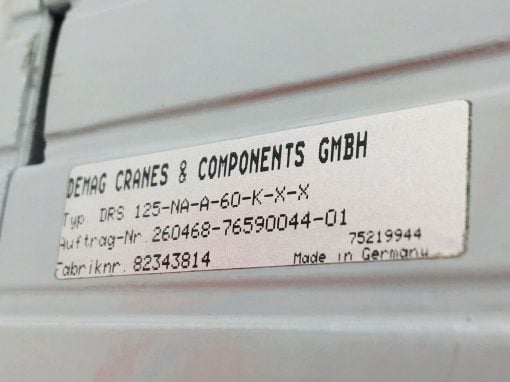 DEMAG CRANES & COMPONENTS GMBH
Typ DRS 125-NA-A-60-K-X-X
Auftrag-Nr. 260468-76590044-01
75219944
Fabriknr. 82343814
Made in Germany